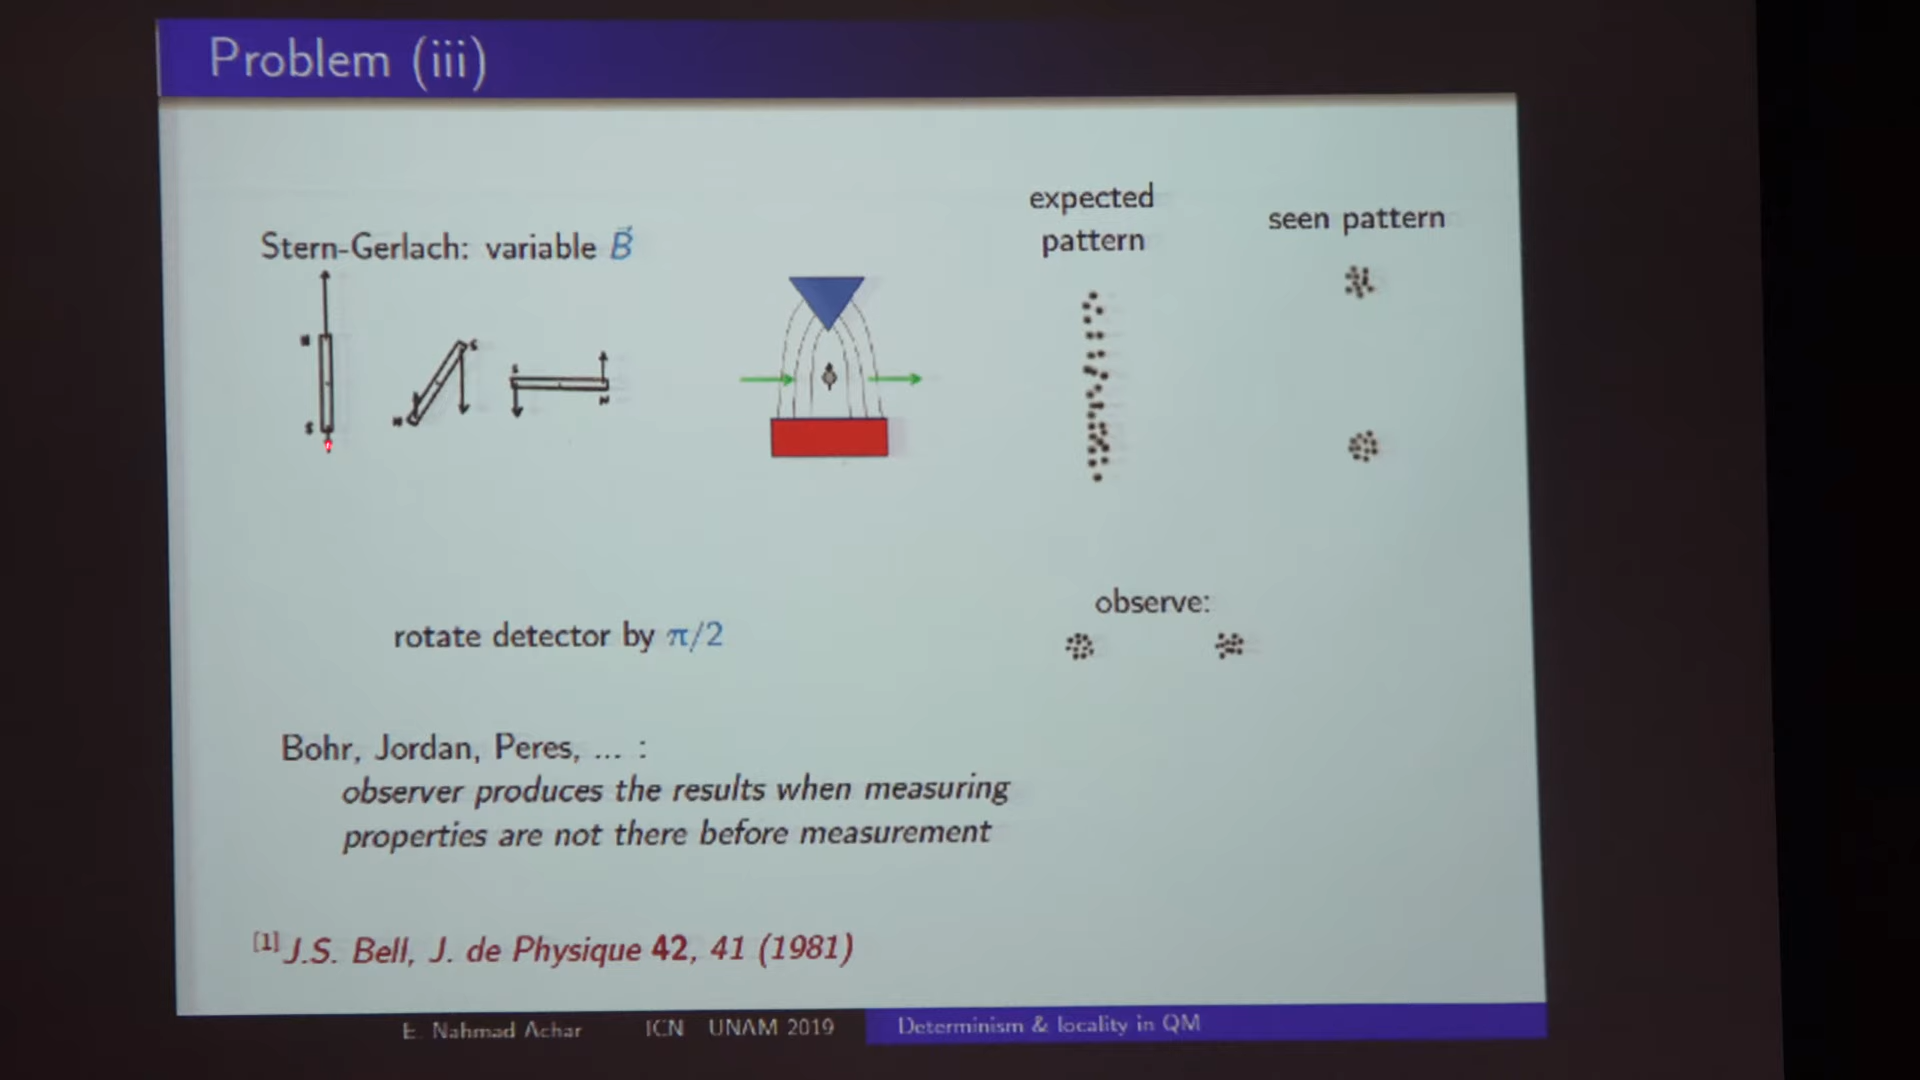 Problem (iii)
expected
pattern
seen pattern
Stern-Gerlach: variable B⃗
N
S
S
N
S
N
observe:
rotate detector by π/2
Bohr, Jordan, Peres, ... :
observer produces the results when measuring
properties are not there before measurement
[1] J.S. Bell, J. de Physique 42, 41 (1981)
E. Nahmad Achar ICN UNAM 2019 Determinism & locality in QM